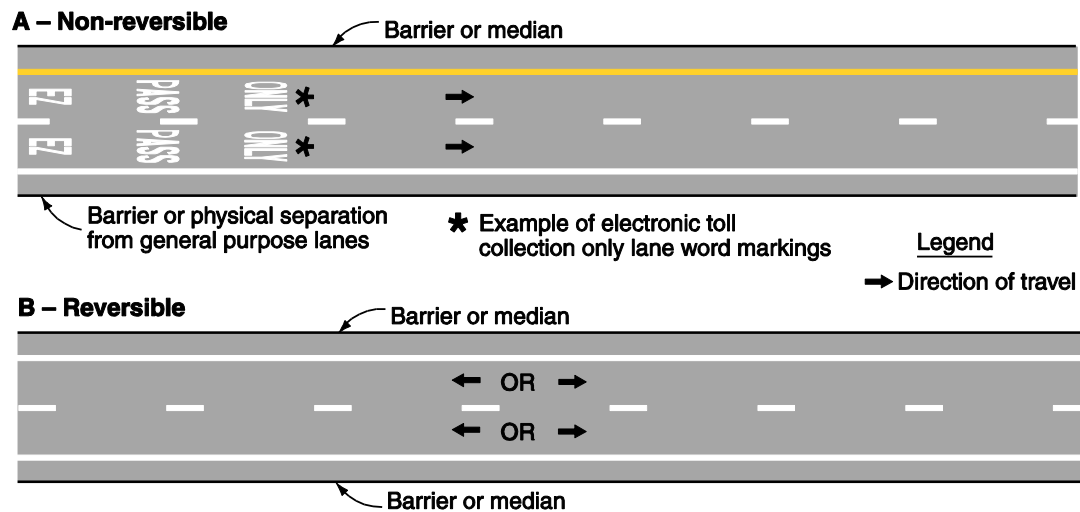 A – Non-reversible
Barrier or median
EZ PASS ONLY *
EZ PASS ONLY *
Barrier or physical separation
from general purpose lanes
* Example of electronic toll
collection only lane word markings
Legend
Direction of travel
B – Reversible
Barrier or median
OR
OR
Barrier or median